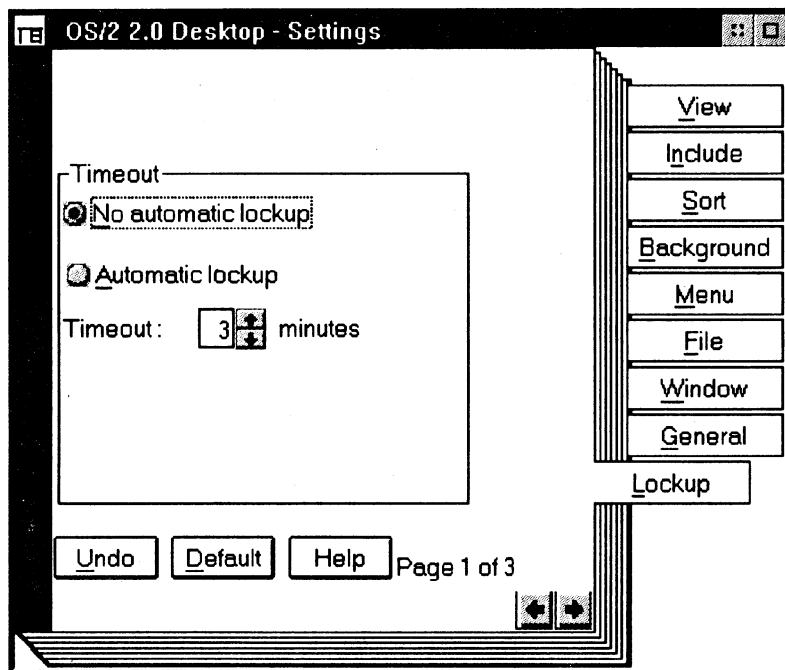 OS/2 2.0 Desktop - Settings
View
Include
Sort
Background
Menu
File
Window
General
Lockup
Timeout
No automatic lockup
Automatic lockup
Timeout: 3 minutes
Undo Default Help Page 1 of 3